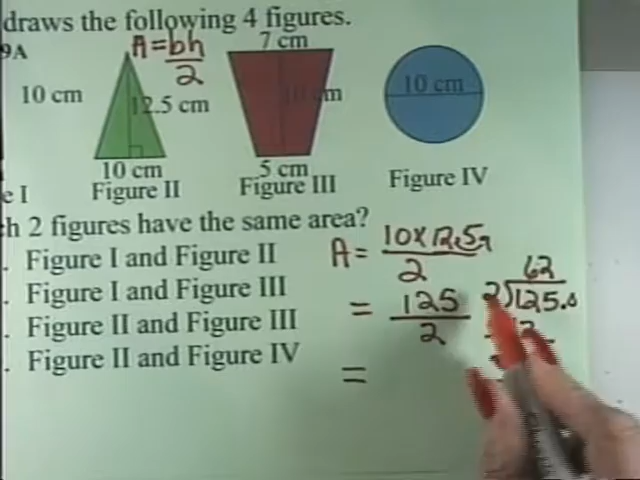 draws the following 4 figures.
9A
A=bh
2
7 cm
10 cm
12.5 cm
10 cm
10 cm
10 cm
5 cm
e I
Figure II
Figure III
Figure IV
h 2 figures have the same area?
. Figure I and Figure II
. Figure I and Figure III
. Figure II and Figure III
. Figure II and Figure IV
A= 10x12.5
2
= 125
2
=
62
2)125.0